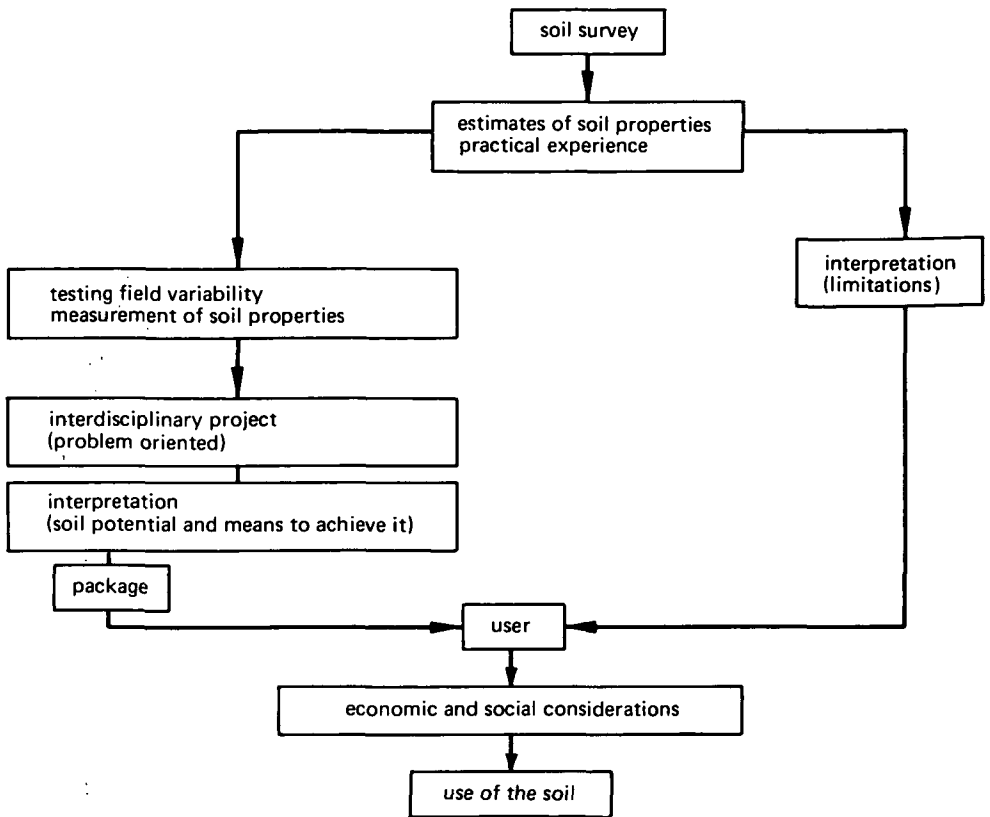 soil survey
estimates of soil properties
practical experience
testing field variability
measurement of soil properties
interpretation
(limitations)
interdisciplinary project
(problem oriented)
interpretation
(soil potential and means to achieve it)
package
user
economic and social considerations
use of the soil